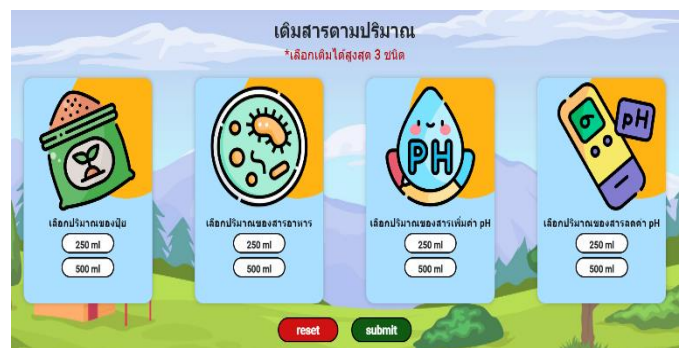 เติมสารตามปริมาณ
*เลือกเติมได้สูงสุด 3 ชนิด
PH
σ
pH
เลือกปริมาณของปุ๋ย
250 ml
500 ml
เลือกปริมาณของสารอาหาร
250 ml
500 ml
เลือกปริมาณของสารเพิ่มค่า pH
250 ml
500 ml
เลือกปริมาณของสารลดค่า pH
250 ml
500 ml
reset
submit